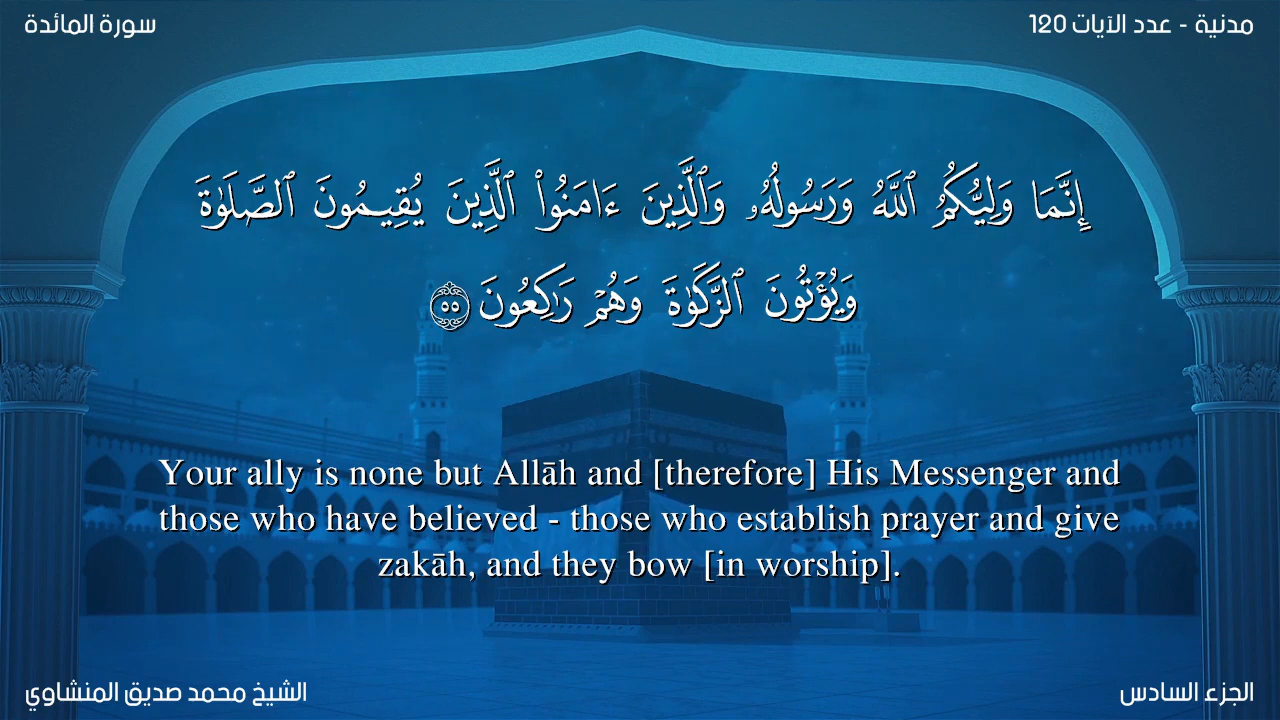 سورة المائدة
مدنية - عدد الآيات 120
إِنَّمَا وَلِيُّكُمُ ٱللَّهُ وَرَسُولُهُۥ وَٱلَّذِينَ ءَامَنُوا۟ ٱلَّذِينَ يُقِيمُونَ ٱلصَّلَوٰةَ
وَيُؤْتُونَ ٱلزَّكَوٰةَ وَهُمْ رَٰكِعُونَ ٥٥
Your ally is none but Allāh and [therefore] His Messenger and
those who have believed - those who establish prayer and give
zakāh, and they bow [in worship].
الشيخ محمد صديق المنشاوي
الجزء السادس